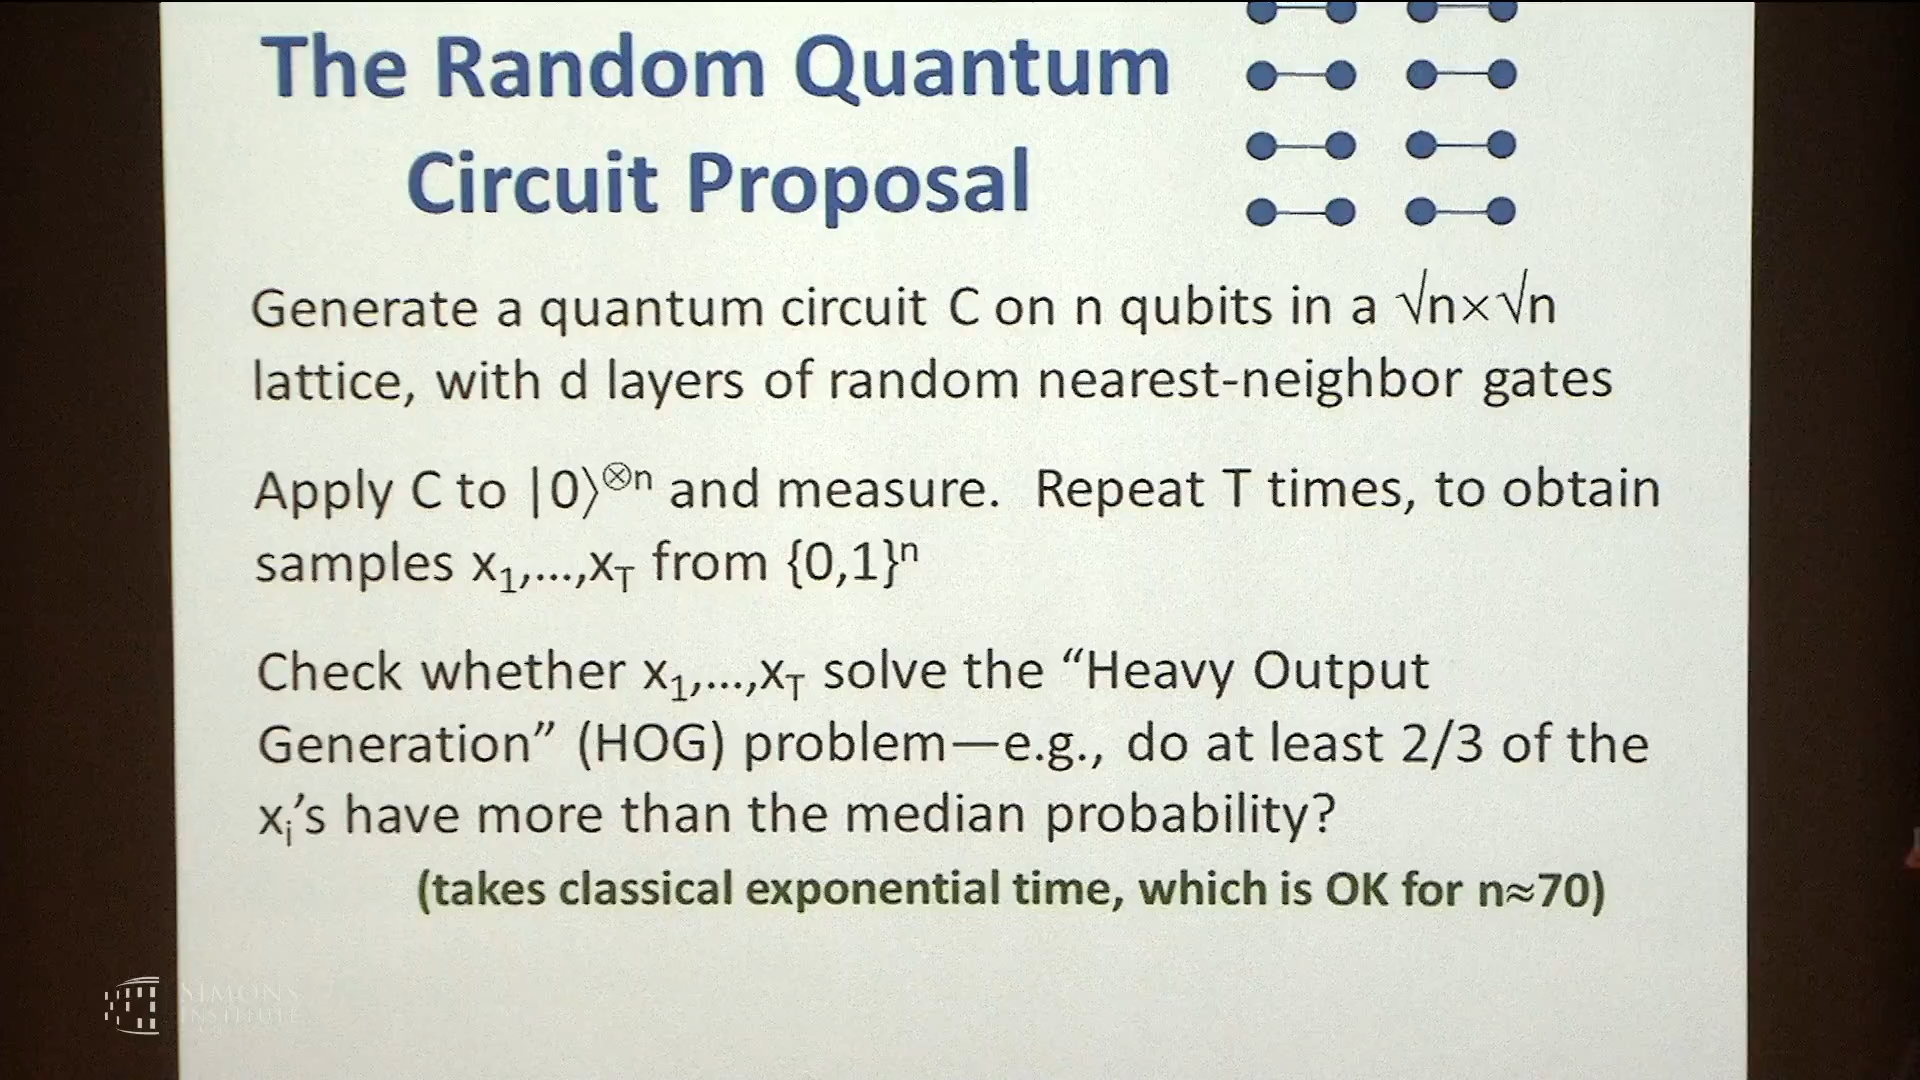 The Random Quantum
Circuit Proposal
Generate a quantum circuit C on n qubits in a √n×√n
lattice, with d layers of random nearest-neighbor gates
Apply C to |0⟩⊗n and measure. Repeat T times, to obtain
samples x1,...,xT from {0,1}n
Check whether x1,...,xT solve the “Heavy Output
Generation” (HOG) problem—e.g., do at least 2/3 of the
xi’s have more than the median probability?
(takes classical exponential time, which is OK for n≈70)
SIMONS
INSTITUTE